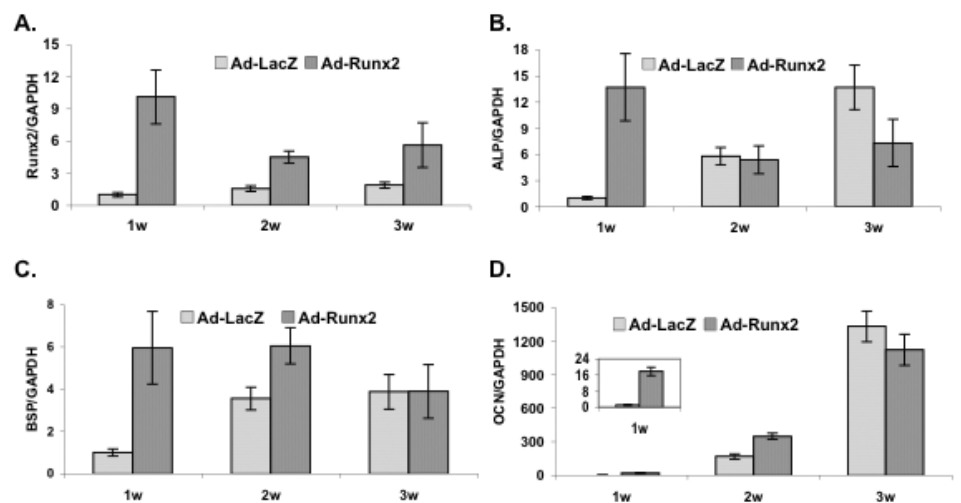 A.
Runx2/GAPDH
15
12
9
6
3
0
Ad-LacZ Ad-Runx2
1w 2w 3w
B.
ALP/GAPDH
18
15
12
9
6
3
0
Ad-LacZ Ad-Runx2
1w 2w 3w
C.
BSP/GAPDH
8
6
4
2
0
Ad-LacZ Ad-Runx2
1w 2w 3w
D.
OCN/GAPDH
1500
1200
900
600
300
0
Ad-LacZ Ad-Runx2
24
16
8
0
1w
1w 2w 3w